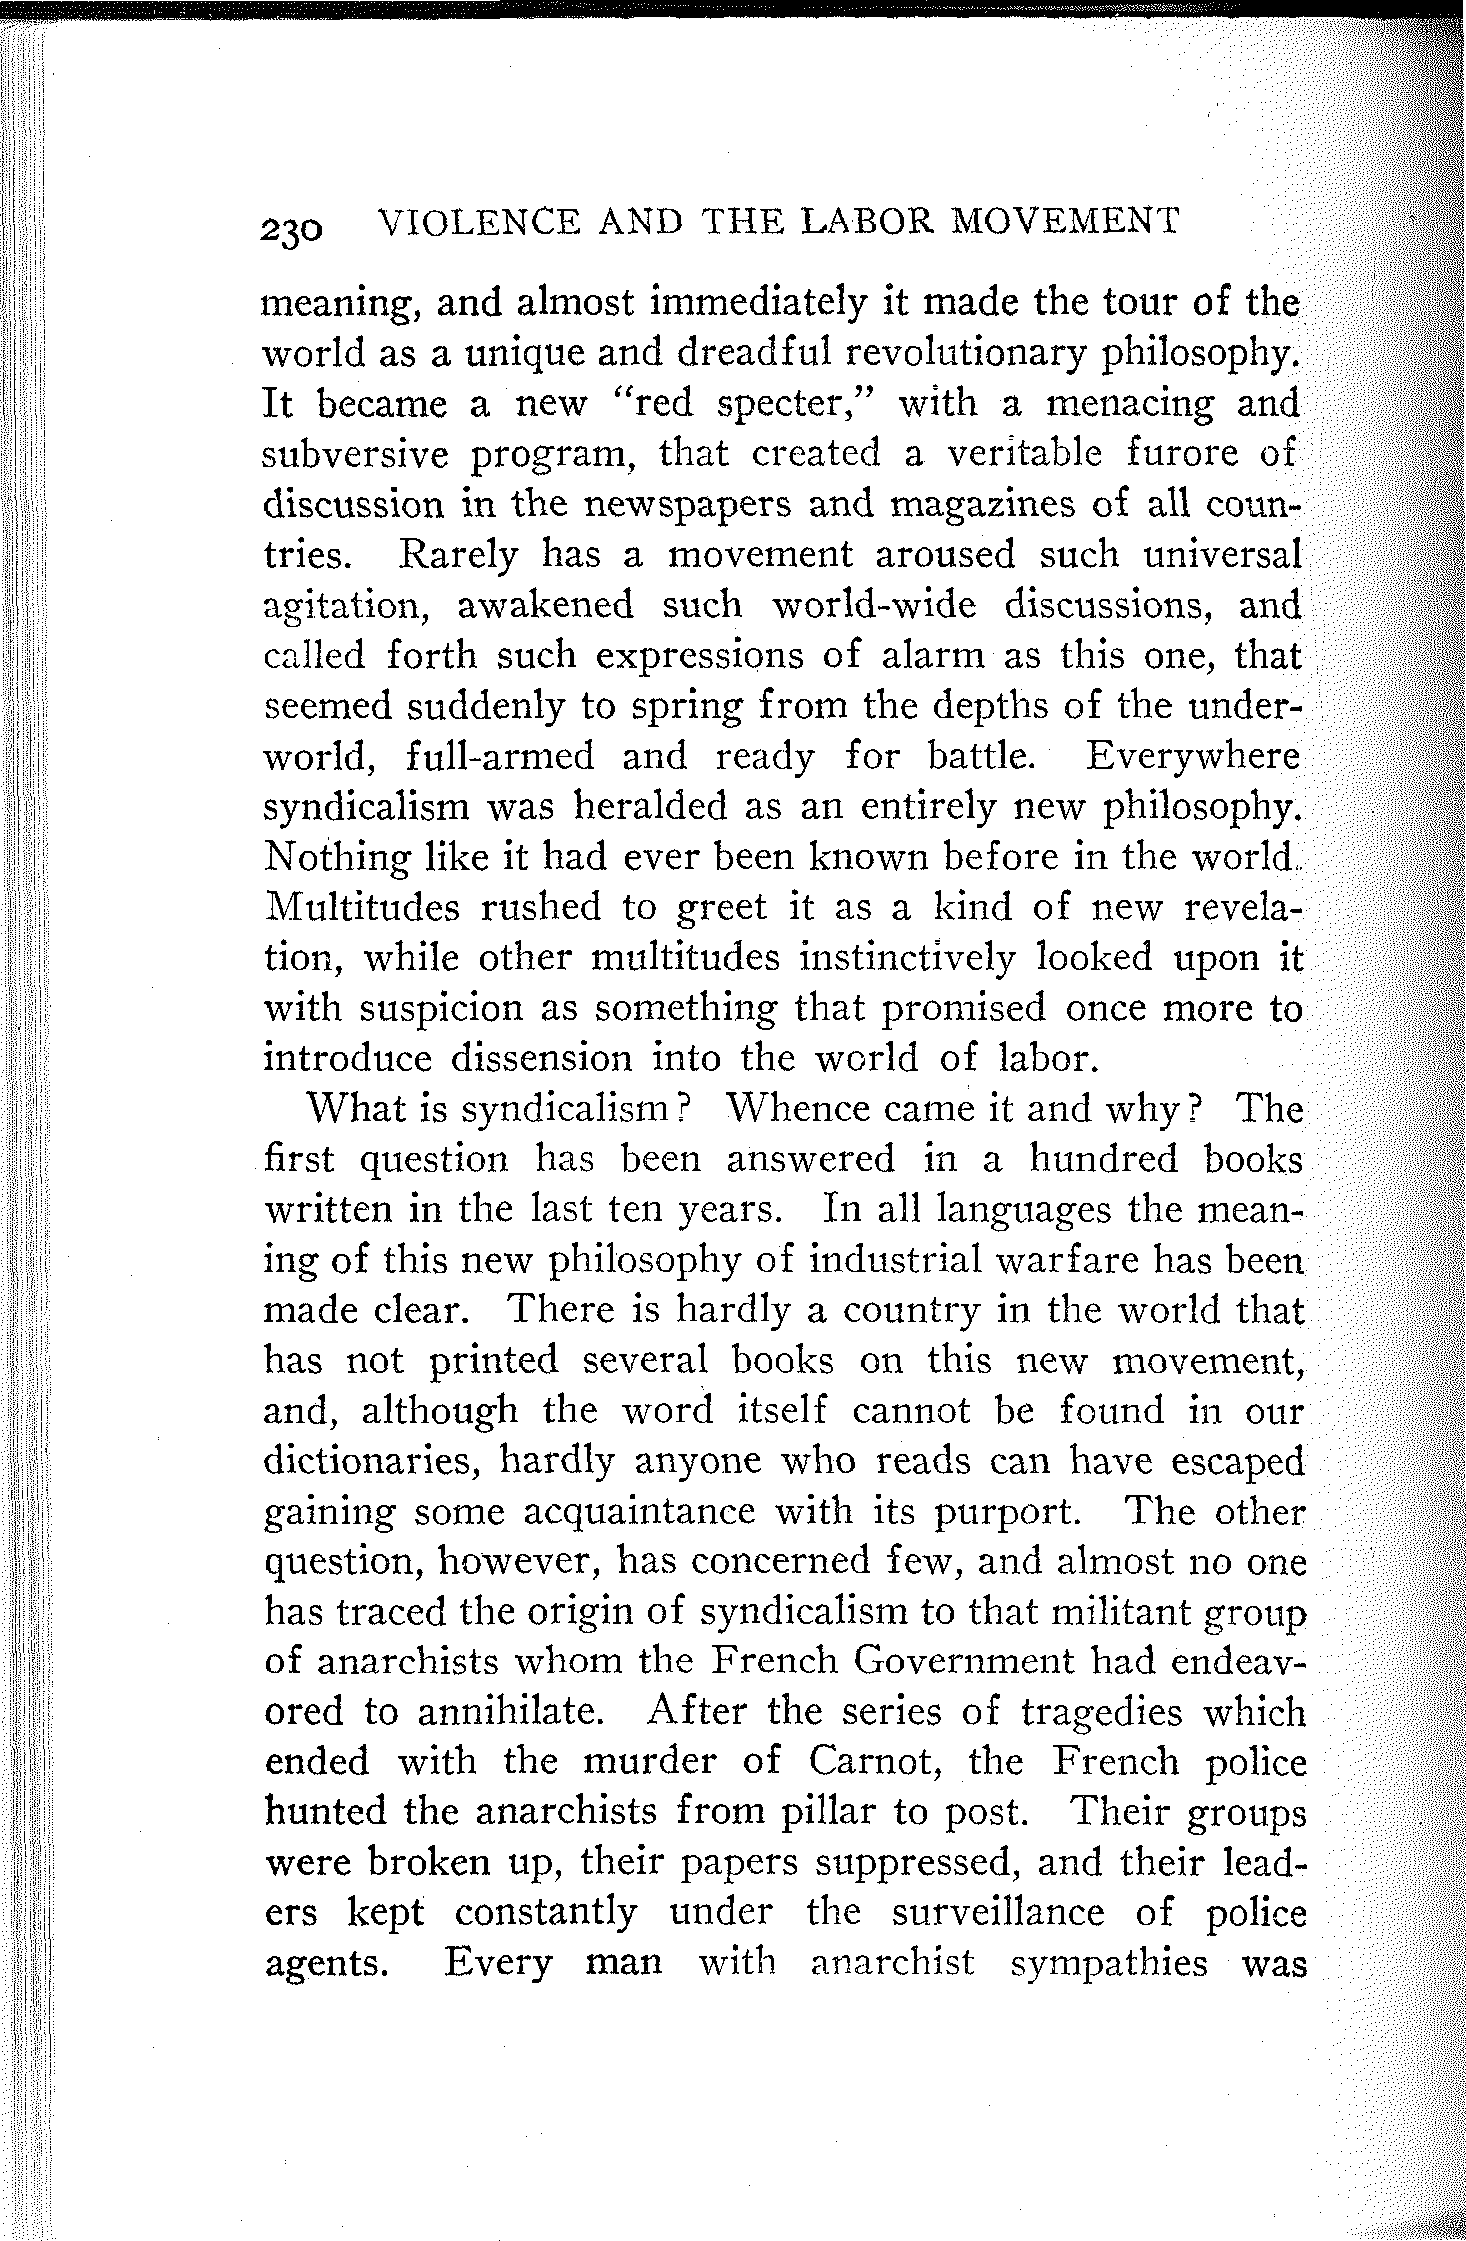 230 VIOLENCE AND THE LABOR MOVEMENT
meaning, and almost immediately it made the tour of the
world as a unique and dreadful revolutionary philosophy.
It became a new “red specter,” with a menacing and
subversive program, that created a veritable furore of
discussion in the newspapers and magazines of all coun-
tries. Rarely has a movement aroused such universal
agitation, awakened such world-wide discussions, and
called forth such expressions of alarm as this one, that
seemed suddenly to spring from the depths of the under-
world, full-armed and ready for battle. Everywhere
syndicalism was heralded as an entirely new philosophy.
Nothing like it had ever been known before in the world.
Multitudes rushed to greet it as a kind of new revela-
tion, while other multitudes instinctively looked upon it
with suspicion as something that promised once more to
introduce dissension into the world of labor.
What is syndicalism? Whence came it and why? The
first question has been answered in a hundred books
written in the last ten years. In all languages the mean-
ing of this new philosophy of industrial warfare has been
made clear. There is hardly a country in the world that
has not printed several books on this new movement,
and, although the word itself cannot be found in our
dictionaries, hardly anyone who reads can have escaped
gaining some acquaintance with its purport. The other
question, however, has concerned few, and almost no one
has traced the origin of syndicalism to that militant group
of anarchists whom the French Government had endeav-
ored to annihilate. After the series of tragedies which
ended with the murder of Carnot, the French police
hunted the anarchists from pillar to post. Their groups
were broken up, their papers suppressed, and their lead-
ers kept constantly under the surveillance of police
agents. Every man with anarchist sympathies was